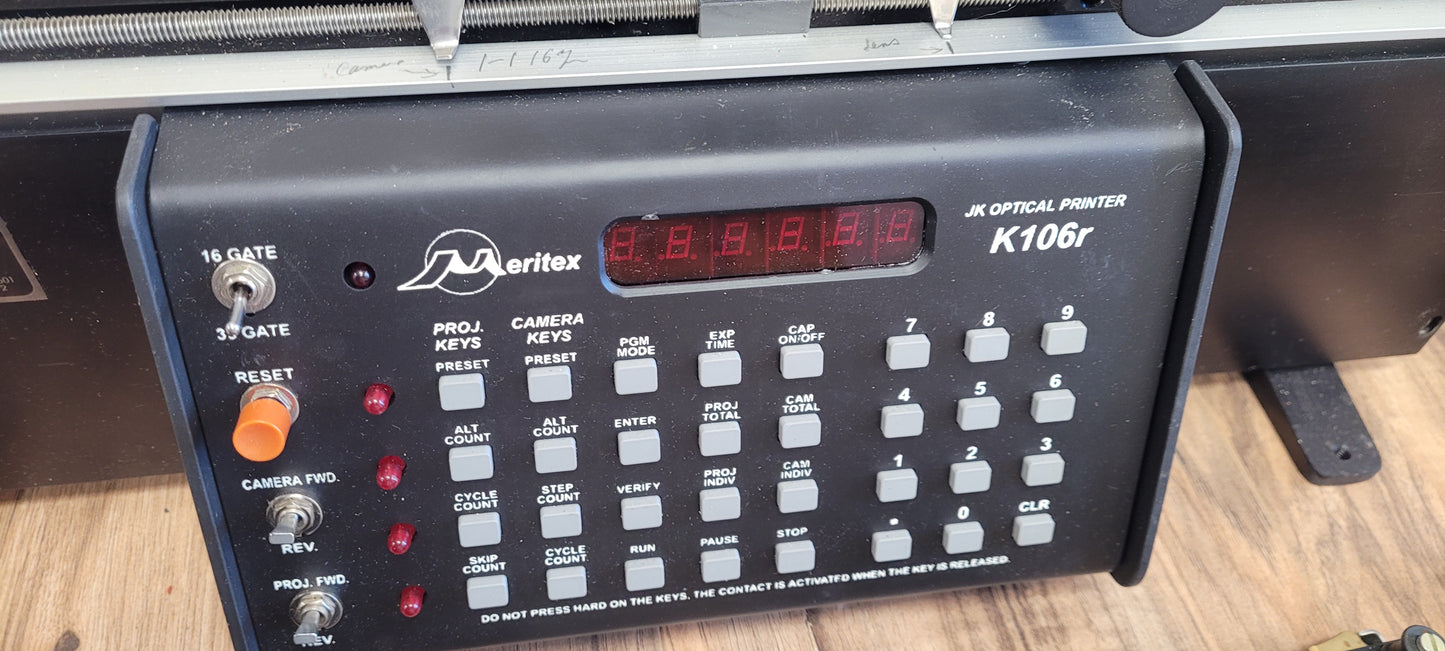 camera → 1-1 16
lens →
JK OPTICAL PRINTER
K106r
Meritex
16 GATE
35 GATE
RESET
CAMERA FWD.
REV.
PROJ. FWD.
REV.
PROJ.
KEYS
CAMERA
KEYS
PRESET
PRESET
PGM
MODE
EXP
TIME
CAP
ON/OFF
7 8 9
ALT
COUNT
ALT
COUNT
ENTER
PROJ
TOTAL
CAM
TOTAL
4 5 6
CYCLE
COUNT
STEP
COUNT
VERIFY
PROJ
INDIV
CAM
INDIV
1 2 3
SKIP
COUNT
CYCLE
COUNT
RUN
PAUSE
STOP
. 0 CLR
DO NOT PRESS HARD ON THE KEYS. THE CONTACT IS ACTIVATED WHEN THE KEY IS RELEASED.